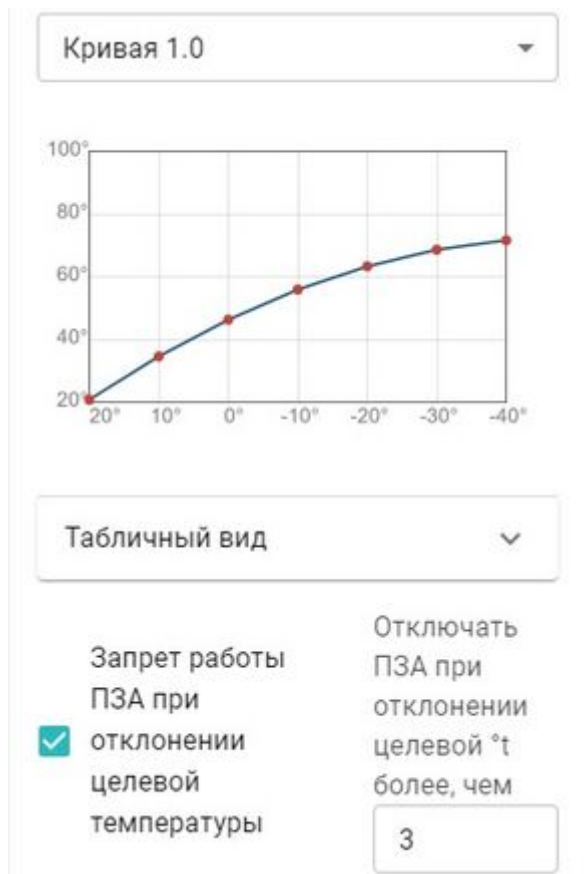 Кривая 1.0
100°
80°
60°
40°
20°
20° 10° 0° -10° -20° -30° -40°
Табличный вид
Запрет работы
ПЗА при
отклонении
целевой
температуры
Отключать
ПЗА при
отклонении
целевой °t
более, чем
3